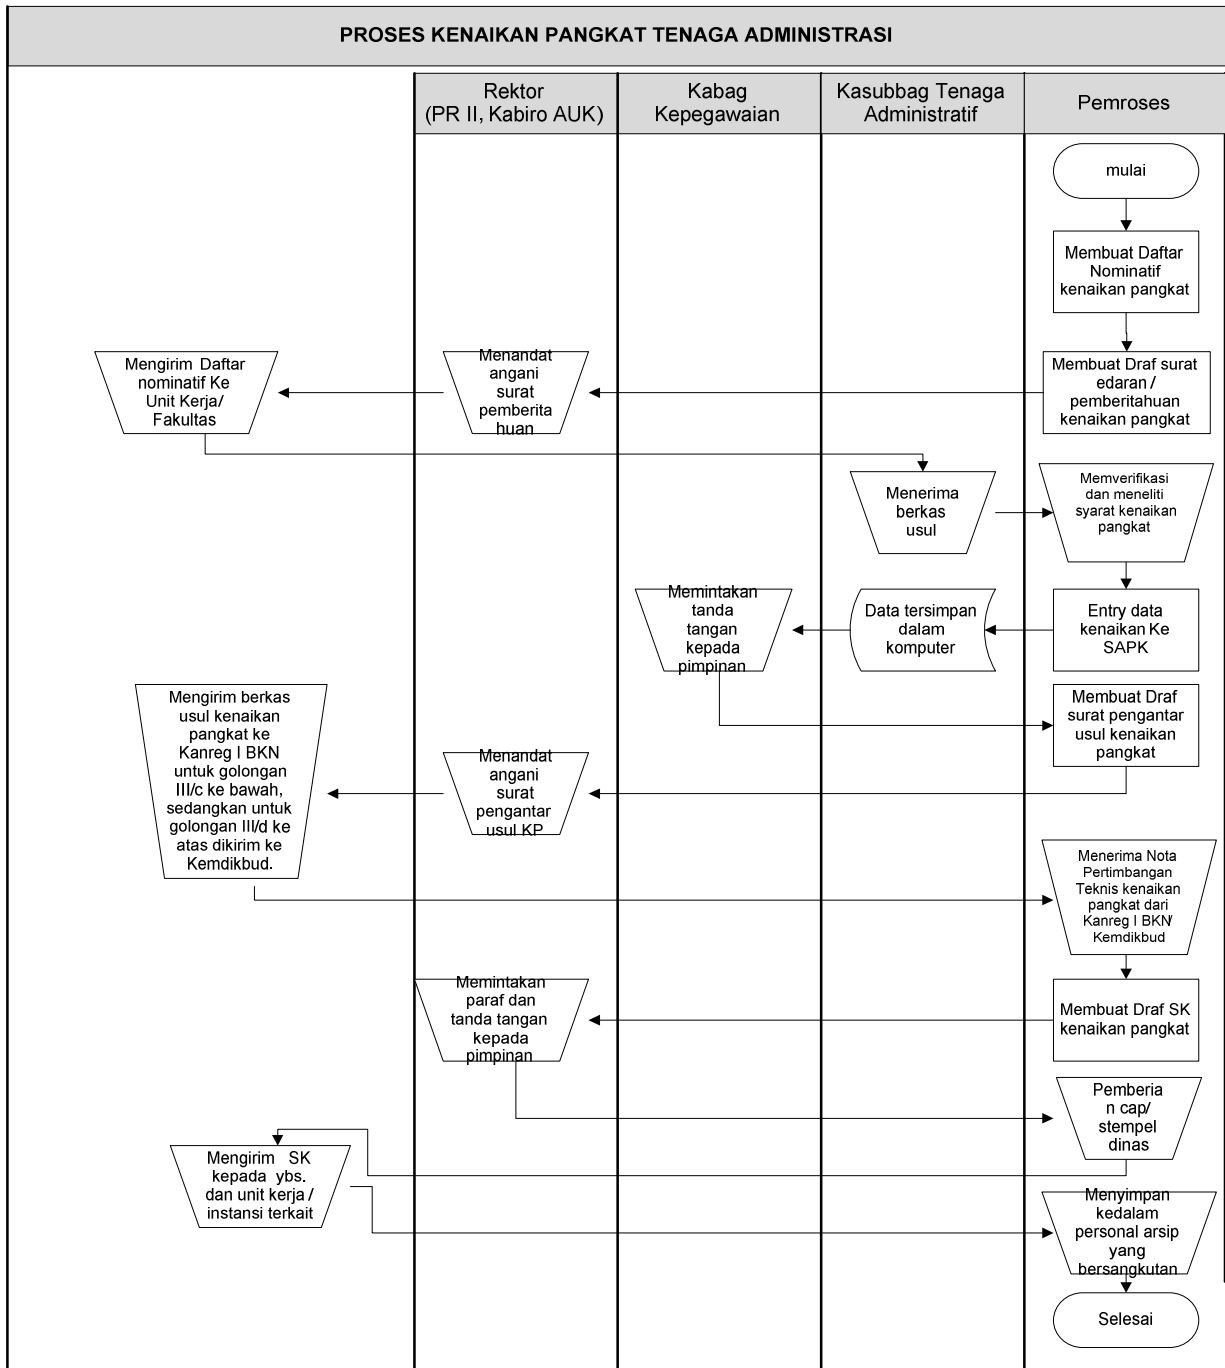 PROSES KENAIKAN PANGKAT TENAGA ADMINISTRASI
Rektor
(PR II, Kabiro AUK)
Kabag
Kepegawaian
Kasubbag Tenaga
Administratif
Pemroses
mulai
Membuat Daftar
Nominatif
kenaikan pangkat
Membuat Draf surat
edaran /
pemberitahuan
kenaikan pangkat
Menandat
angani
surat
pemberita
huan
Mengirim Daftar
nominatif Ke
Unit Kerja/
Fakultas
Menerima
berkas
usul
Memverifikasi
dan meneliti
syarat kenaikan
pangkat
Entry data
kenaikan Ke
SAPK
Data tersimpan
dalam
komputer
Memintakan
tanda
tangan
kepada
pimpinan
Membuat Draf
surat pengantar
usul kenaikan
pangkat
Menandat
angani
surat
pengantar
usul KP
Mengirim berkas
usul kenaikan
pangkat ke
Kanreg I BKN
untuk golongan
III/c ke bawah,
sedangkan untuk
golongan III/d ke
atas dikirim ke
Kemdikbud.
Menerima Nota
Pertimbangan
Teknis kenaikan
pangkat dari
Kanreg I BKN/
Kemdikbud
Membuat Draf SK
kenaikan pangkat
Memintakan
paraf dan
tanda tangan
kepada
pimpinan
Pemberia
n cap/
stempel
dinas
Mengirim SK
kepada ybs.
dan unit kerja /
instansi terkait
Menyimpan
kedalam
personal arsip
yang
bersangkutan
Selesai